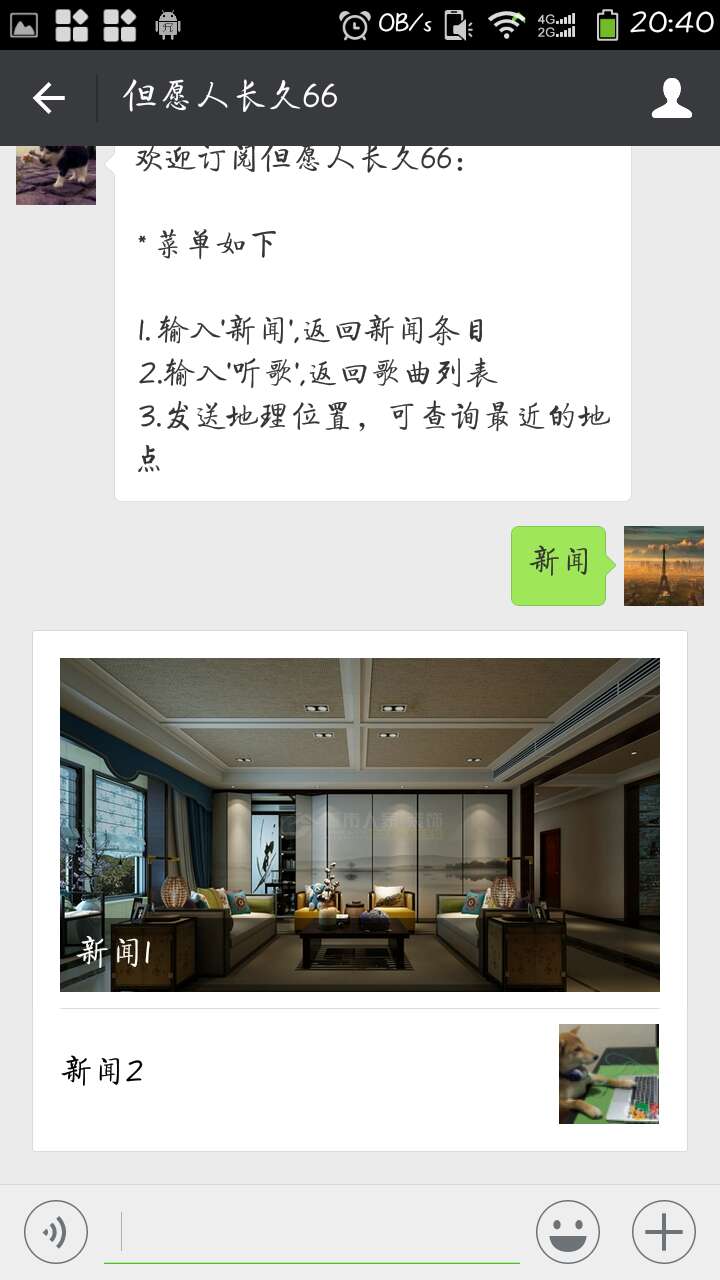 0B/s 4G 2G 20:40
但愿人长久66
欢迎订阅但愿人长久66：
*菜单如下
1.输入'新闻',返回新闻条目
2.输入'听歌',返回歌曲列表
3.发送地理位置，可查询最近的地
点
新闻
新闻1
新闻2